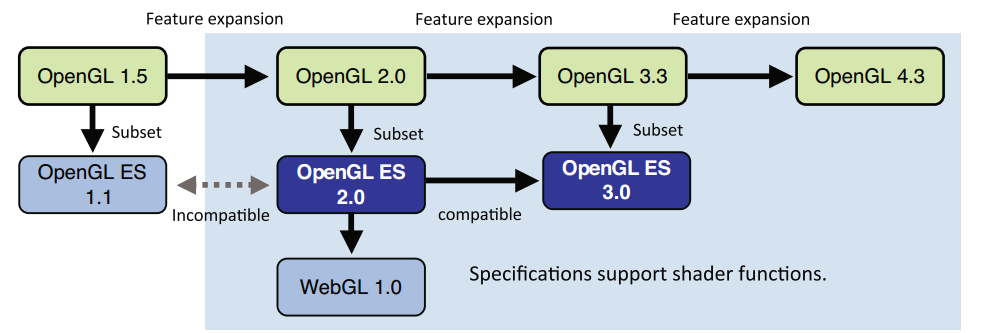 Feature expansion
Feature expansion
Feature expansion
OpenGL 1.5
OpenGL 2.0
OpenGL 3.3
OpenGL 4.3
Subset
Subset
Subset
OpenGL ES
1.1
OpenGL ES
2.0
OpenGL ES
3.0
Incompatible
compatible
WebGL 1.0
Specifications support shader functions.